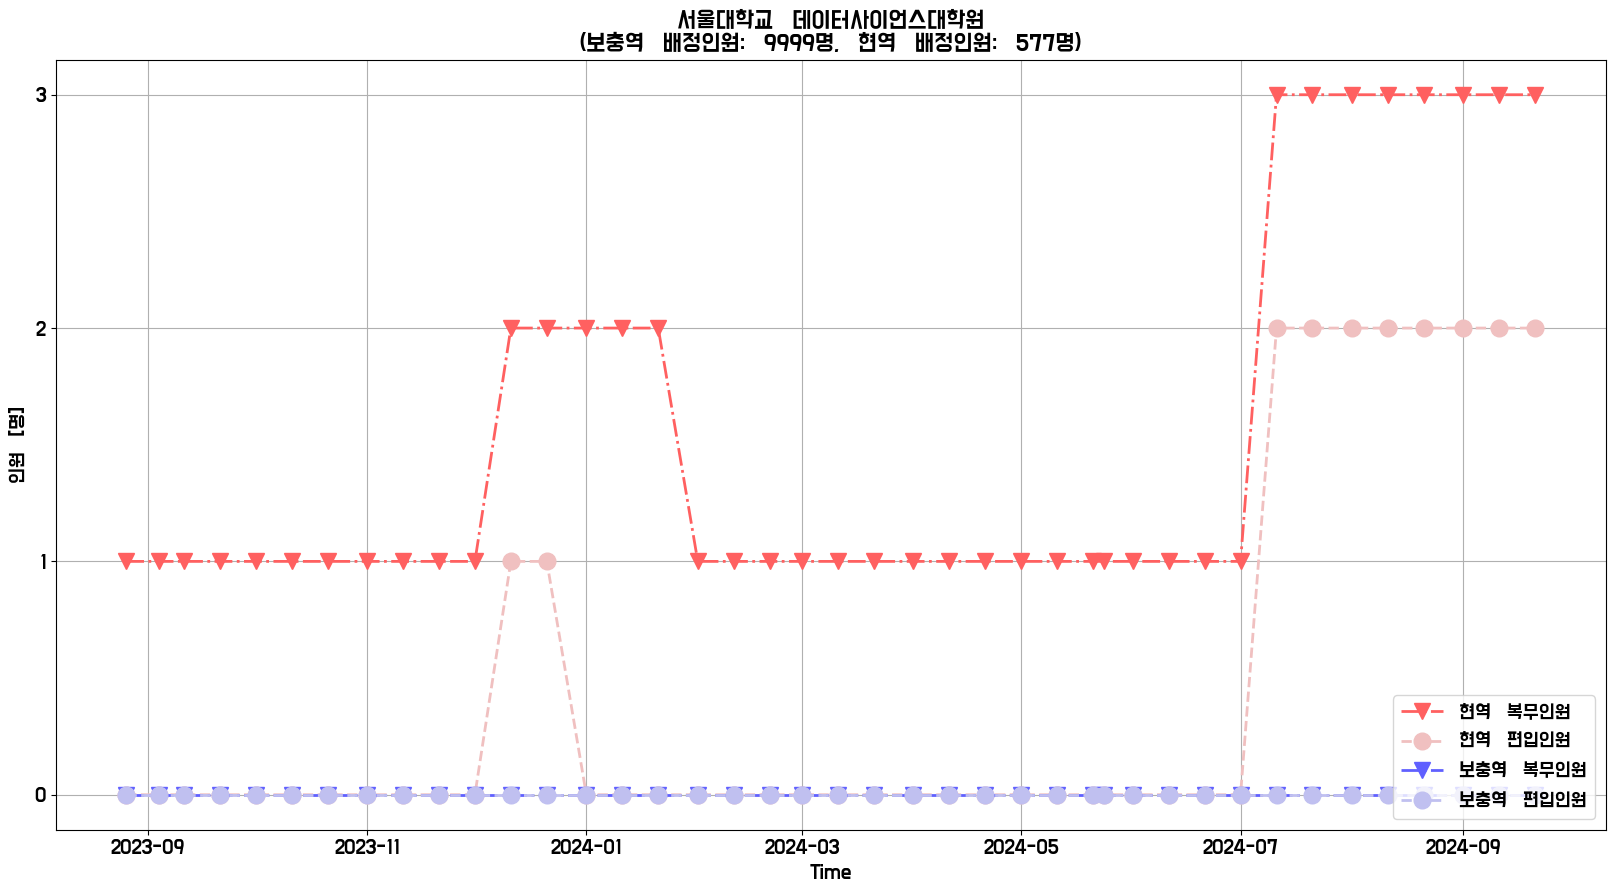 서울대학교 데이터사이언스대학원
(보충역 배정인원: 9999명, 현역 배정인원: 577명)
3
2
1
0
인원 [명]
현역 복무인원
현역 편입인원
보충역 복무인원
보충역 편입인원
2023-09 2023-11 2024-01 2024-03 2024-05 2024-07 2024-09
Time